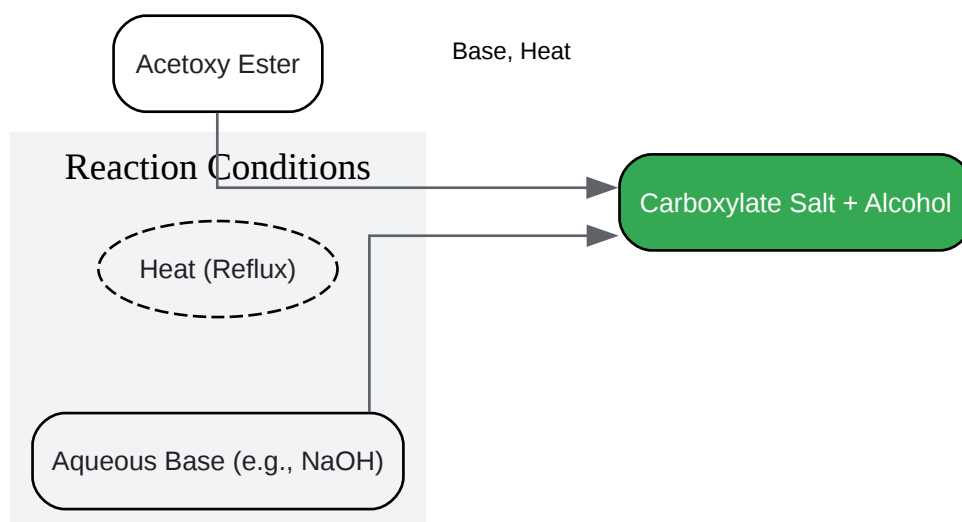 Acetoxy Ester
Base, Heat
Reaction Conditions
Carboxylate Salt + Alcohol
Heat (Reflux)
Aqueous Base (e.g., NaOH)